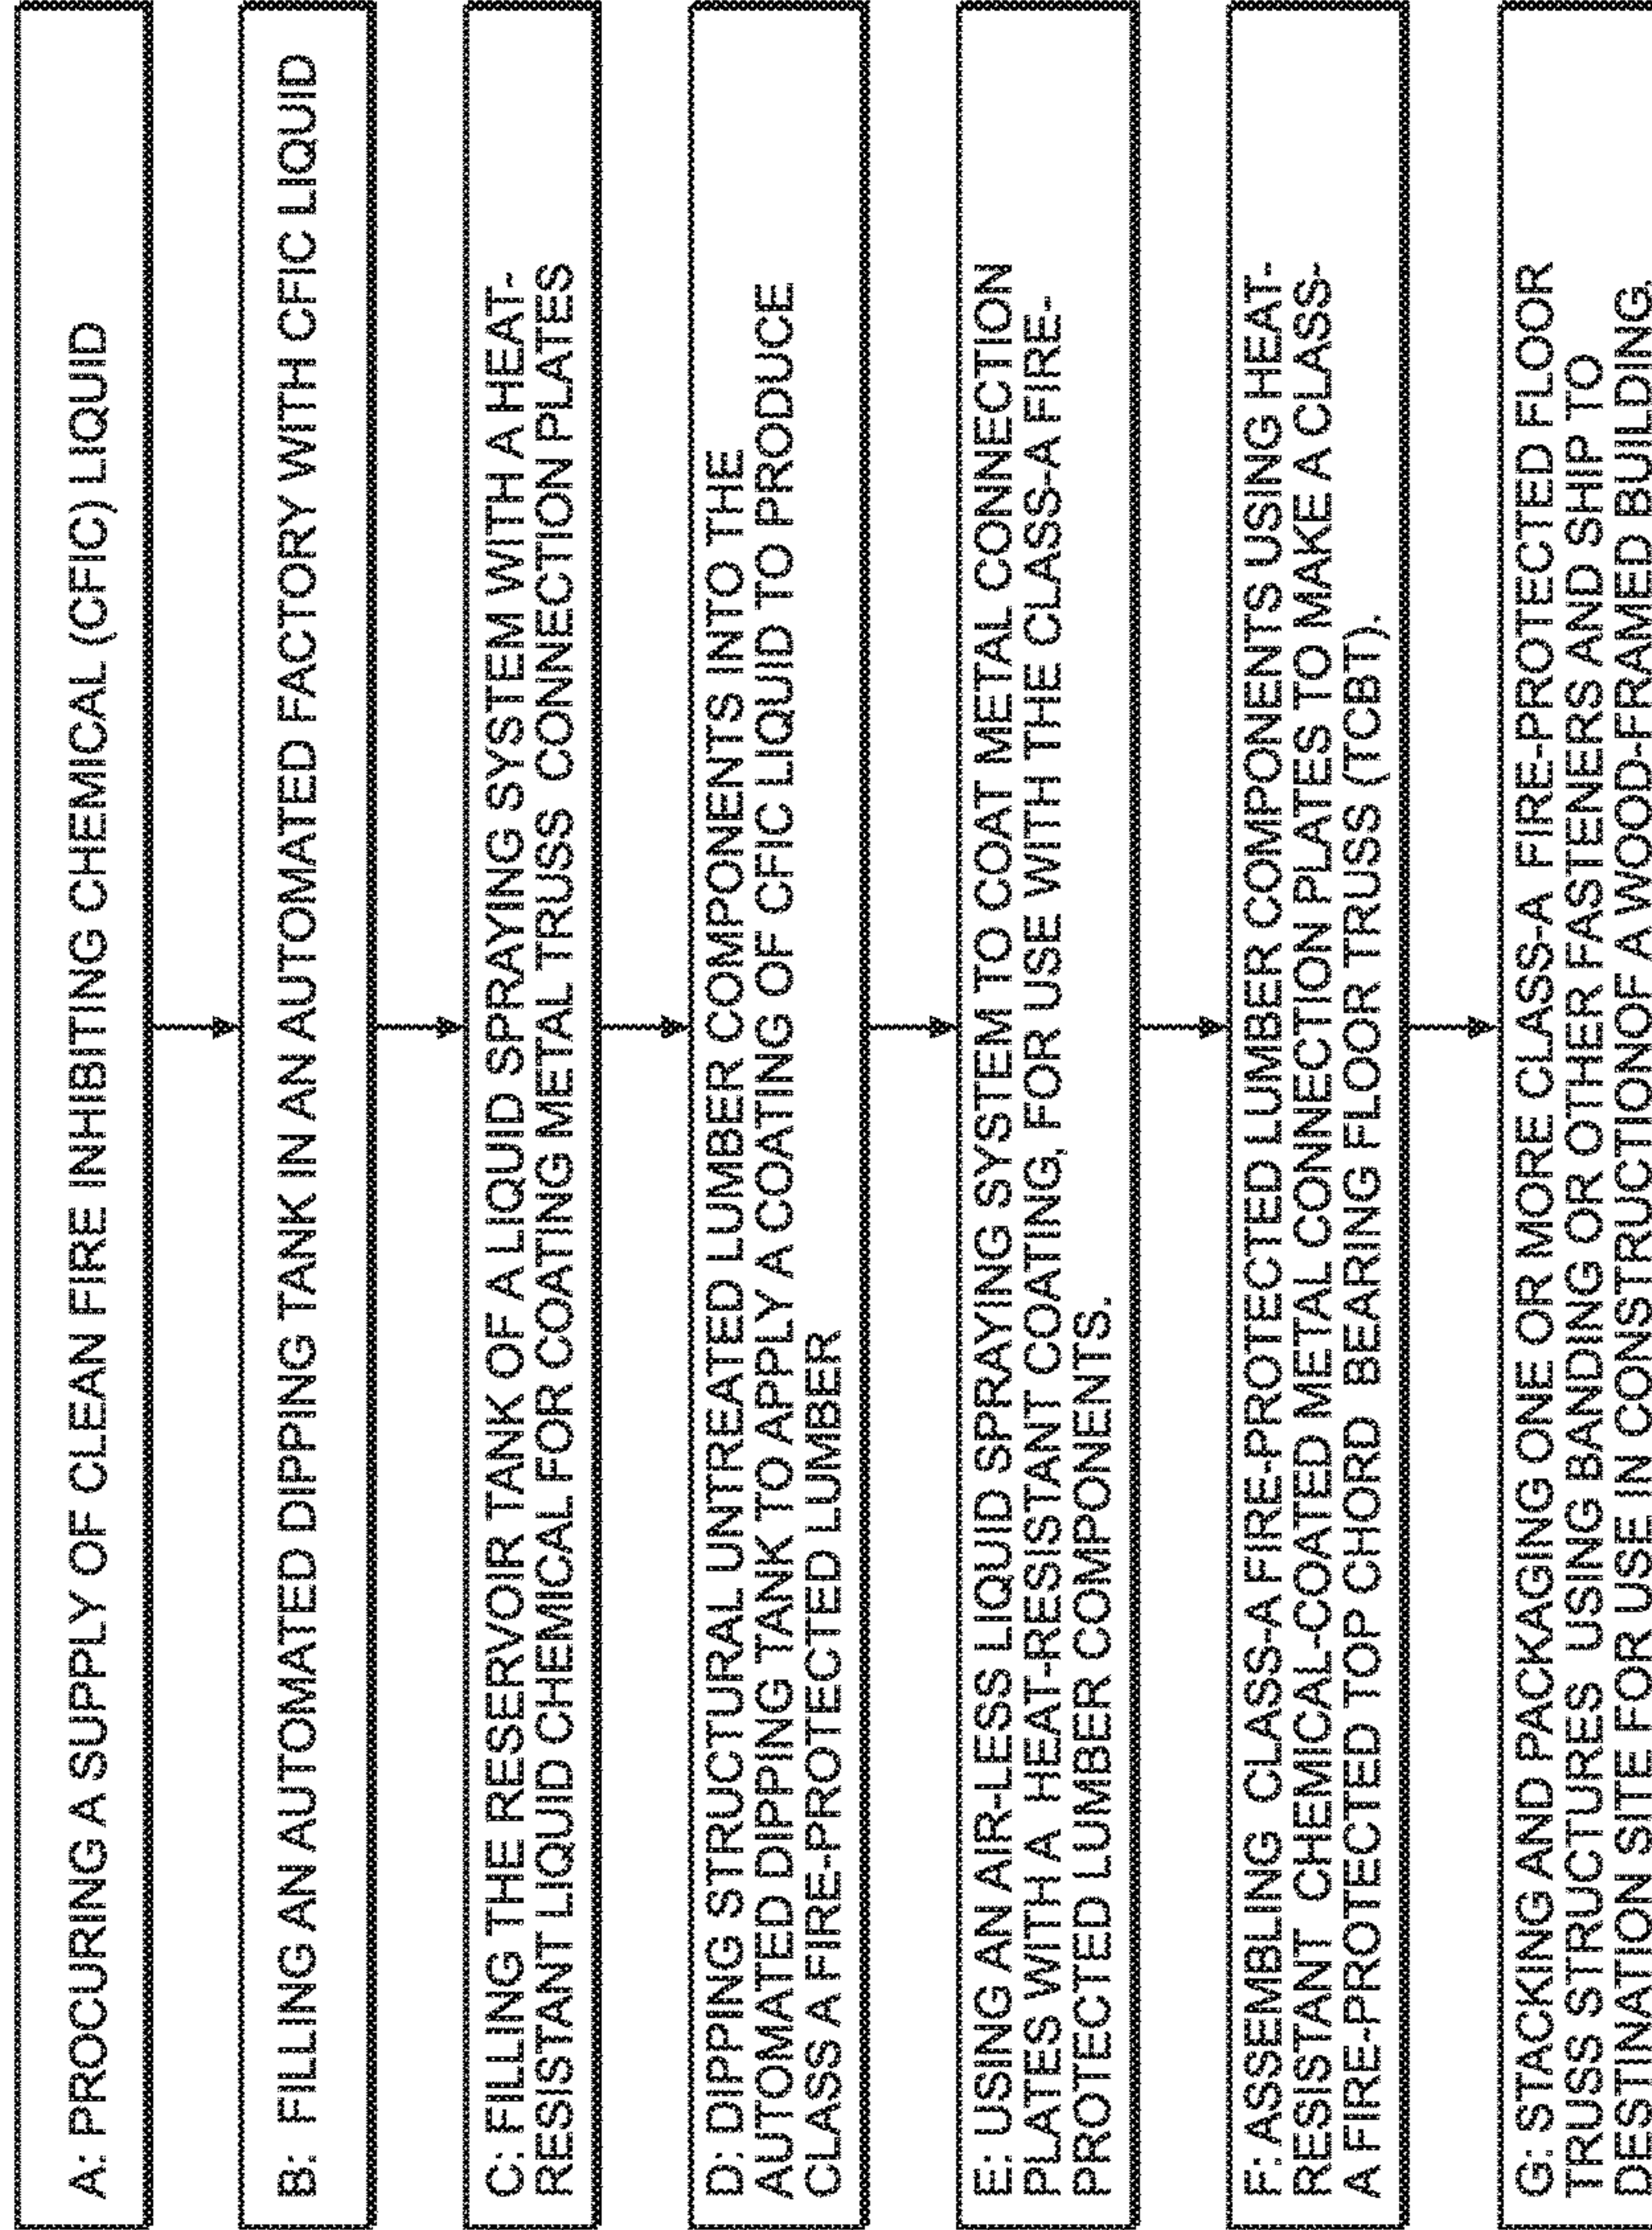 A: PROCURING A SUPPLY OF CLEAN FIRE INHIBITING CHEMICAL (CFIC) LIQUID
B: FILLING AN AUTOMATED DIPPING TANK IN AN AUTOMATED FACTORY WITH CFIC LIQUID
C: FILLING THE RESERVOIR TANK OF A LIQUID SPRAYING SYSTEM WITH A HEAT-
RESISTANT LIQUID CHEMICAL FOR COATING METAL TRUSS CONNECTION PLATES
D: DIPPING STRUCTURAL UNTREATED LUMBER COMPONENTS INTO THE
AUTOMATED DIPPING TANK TO APPLY A COATING OF CFIC LIQUID TO PRODUCE
CLASS A FIRE-PROTECTED LUMBER
E: USING AN AIR-LESS LIQUID SPRAYING SYSTEM TO COAT METAL CONNECTION
PLATES WITH A HEAT-RESISTANT COATING, FOR USE WITH THE CLASS-A FIRE-
PROTECTED LUMBER COMPONENTS.
F: ASSEMBLING CLASS-A FIRE-PROTECTED LUMBER COMPONENTS USING HEAT-
RESISTANT CHEMICAL-COATED METAL CONNECTION PLATES TO MAKE A CLASS-
A FIRE-PROTECTED TOP CHORD BEARING FLOOR TRUSS (TCBT).
G: STACKING AND PACKAGING ONE OR MORE CLASS-A FIRE-PROTECTED FLOOR
TRUSS STRUCTURES USING BANDING OR OTHER FASTENERS AND SHIP TO
DESTINATION SITE FOR USE IN CONSTRUCTIONOF A WOOD-FRAMED BUILDING.